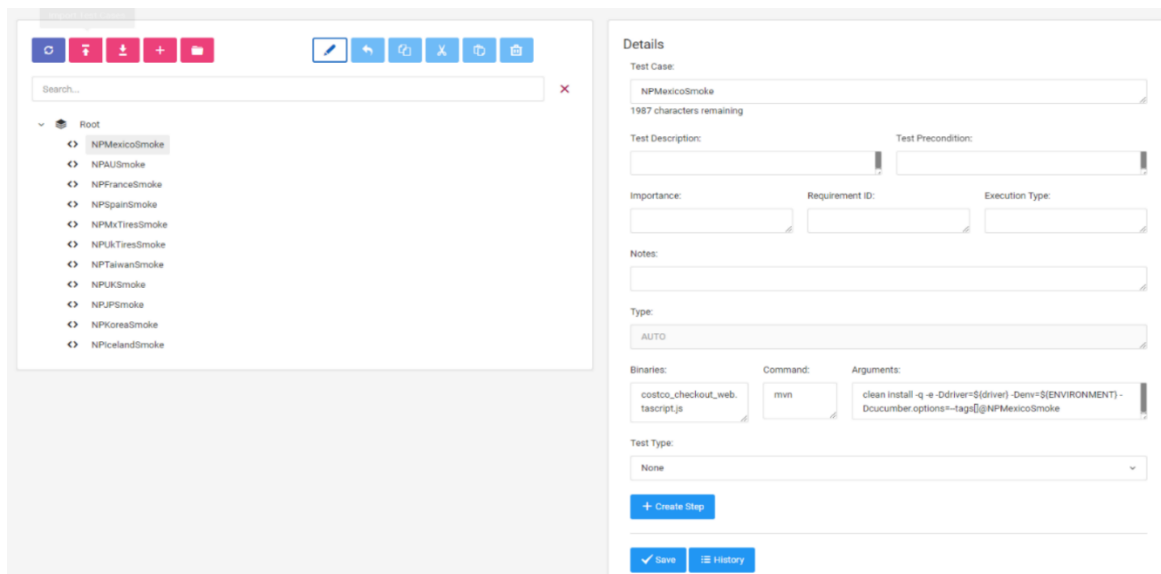 Search...
Root
NPMexicoSmoke
NPAUSmoke
NPFranceSmoke
NPSpainSmoke
NPMxTiresSmoke
NPUkTiresSmoke
NPTaiwanSmoke
NPUKSmoke
NPJPSmoke
NPKoreaSmoke
NPIcelandSmoke
Details
Test Case:
NPMexicoSmoke
1987 characters remaining
Test Description:
Test Precondition:
Importance:
Requirement ID:
Execution Type:
Notes:
Type:
AUTO
Binaries:
costco_checkout_web.
tascript.js
Command:
mvn
Arguments:
clean install -q -e -Ddriver=${driver} -Denv=${ENVIRONMENT} -
Dcucumber.options=--tags[]@NPMexicoSmoke
Test Type:
None
+ Create Step
Save
History